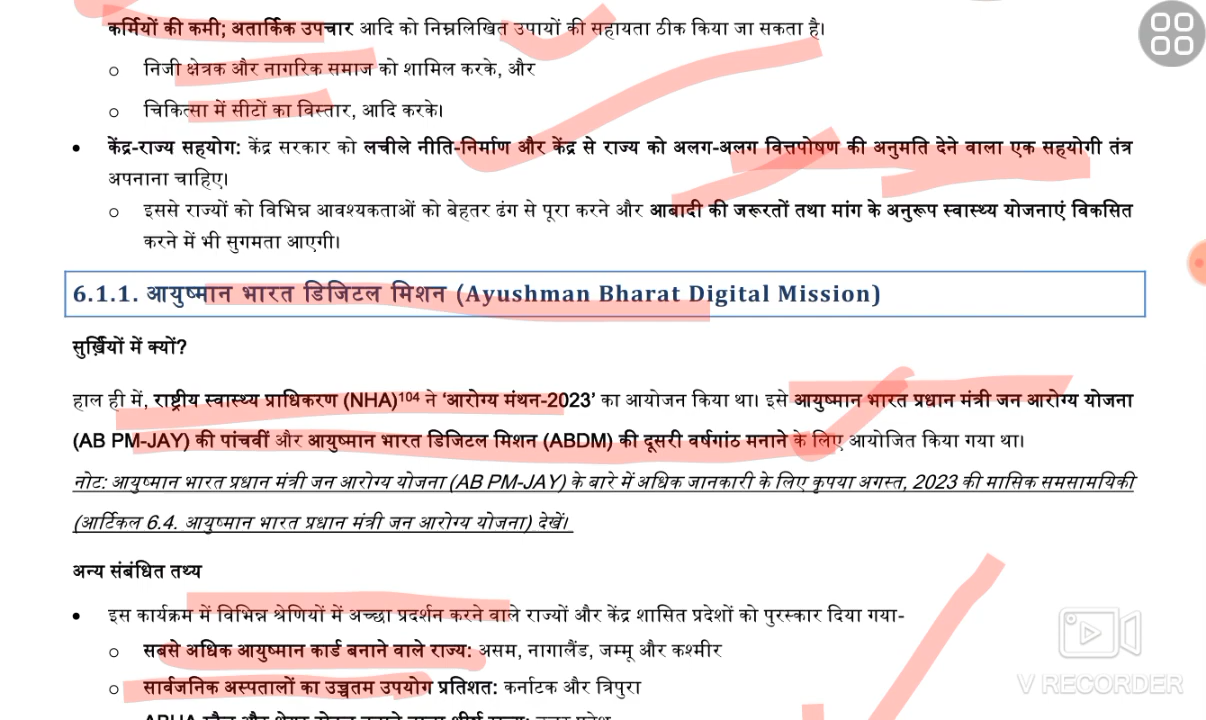 कर्मियों की कमी; अतार्किक उपचार आदि को निम्नलिखित उपायों की सहायता ठीक किया जा सकता है।
o निजी क्षेत्रक और नागरिक समाज को शामिल करके, और
o चिकित्सा में सीटों का विस्तार, आदि करके।
• केंद्र-राज्य सहयोग: केंद्र सरकार को लचीले नीति-निर्माण और केंद्र से राज्य को अलग-अलग वित्तपोषण की अनुमति देने वाला एक सहयोगी तंत्र
अपनाना चाहिए।
o इससे राज्यों को विभिन्न आवश्यकताओं को बेहतर ढंग से पूरा करने और आबादी की जरूरतों तथा मांग के अनुरूप स्वास्थ्य योजनाएं विकसित
करने में भी सुगमता आएगी।
6.1.1. आयुष्मान भारत डिजिटल मिशन (Ayushman Bharat Digital Mission)
सुर्ख़ियों में क्यों?
हाल ही में, राष्ट्रीय स्वास्थ्य प्राधिकरण (NHA)104 ने ‘आरोग्य मंथन-2023’ का आयोजन किया था। इसे आयुष्मान भारत प्रधान मंत्री जन आरोग्य योजना
(AB PM-JAY) की पांचवीं और आयुष्मान भारत डिजिटल मिशन (ABDM) की दूसरी वर्षगांठ मनाने के लिए आयोजित किया गया था।
नोट: आयुष्मान भारत प्रधान मंत्री जन आरोग्य योजना (AB PM-JAY) के बारे में अधिक जानकारी के लिए कृपया अगस्त, 2023 की मासिक समसामयिकी
(आर्टिकल 6.4. आयुष्मान भारत प्रधान मंत्री जन आरोग्य योजना) देखें।
अन्य संबंधित तथ्य
• इस कार्यक्रम में विभिन्न श्रेणियों में अच्छा प्रदर्शन करने वाले राज्यों और केंद्र शासित प्रदेशों को पुरस्कार दिया गया-
o सबसे अधिक आयुष्मान कार्ड बनाने वाले राज्य: असम, नागालैंड, जम्मू और कश्मीर
o सार्वजनिक अस्पतालों का उच्चतम उपयोग प्रतिशत: कर्नाटक और त्रिपुरा
V RECORDER